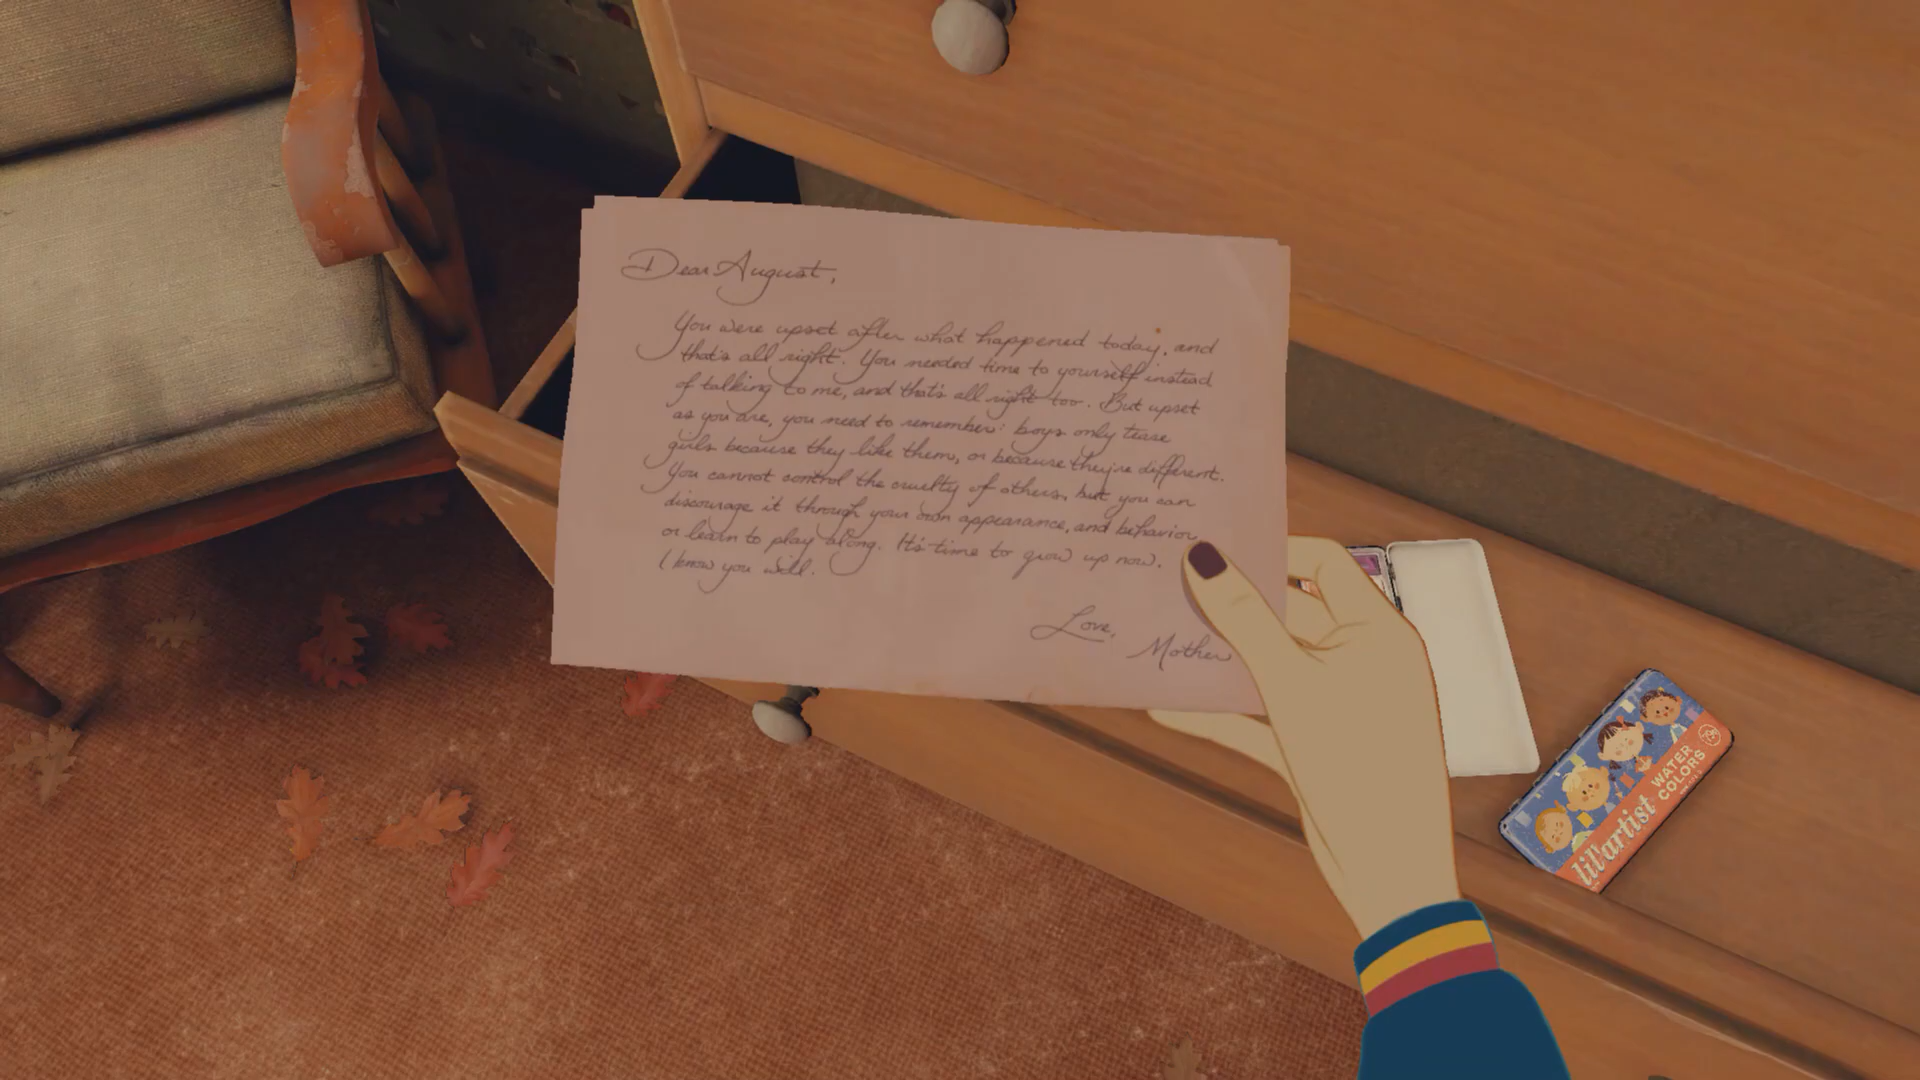 Dear August,
You were upset after what happened today, and
that's all right. You needed time to yourself instead
of talking to me, and that's all right too. But upset
as you are, you need to remember: boys only tease
girls because they like them, or because they're different.
You cannot control the cruelty of others, but you can
discourage it through your own appearance, and behavior
or learn to play along. It's time to grow up now.
I know you will.
Love,
Mother
WATER
COLORS
lil'artist